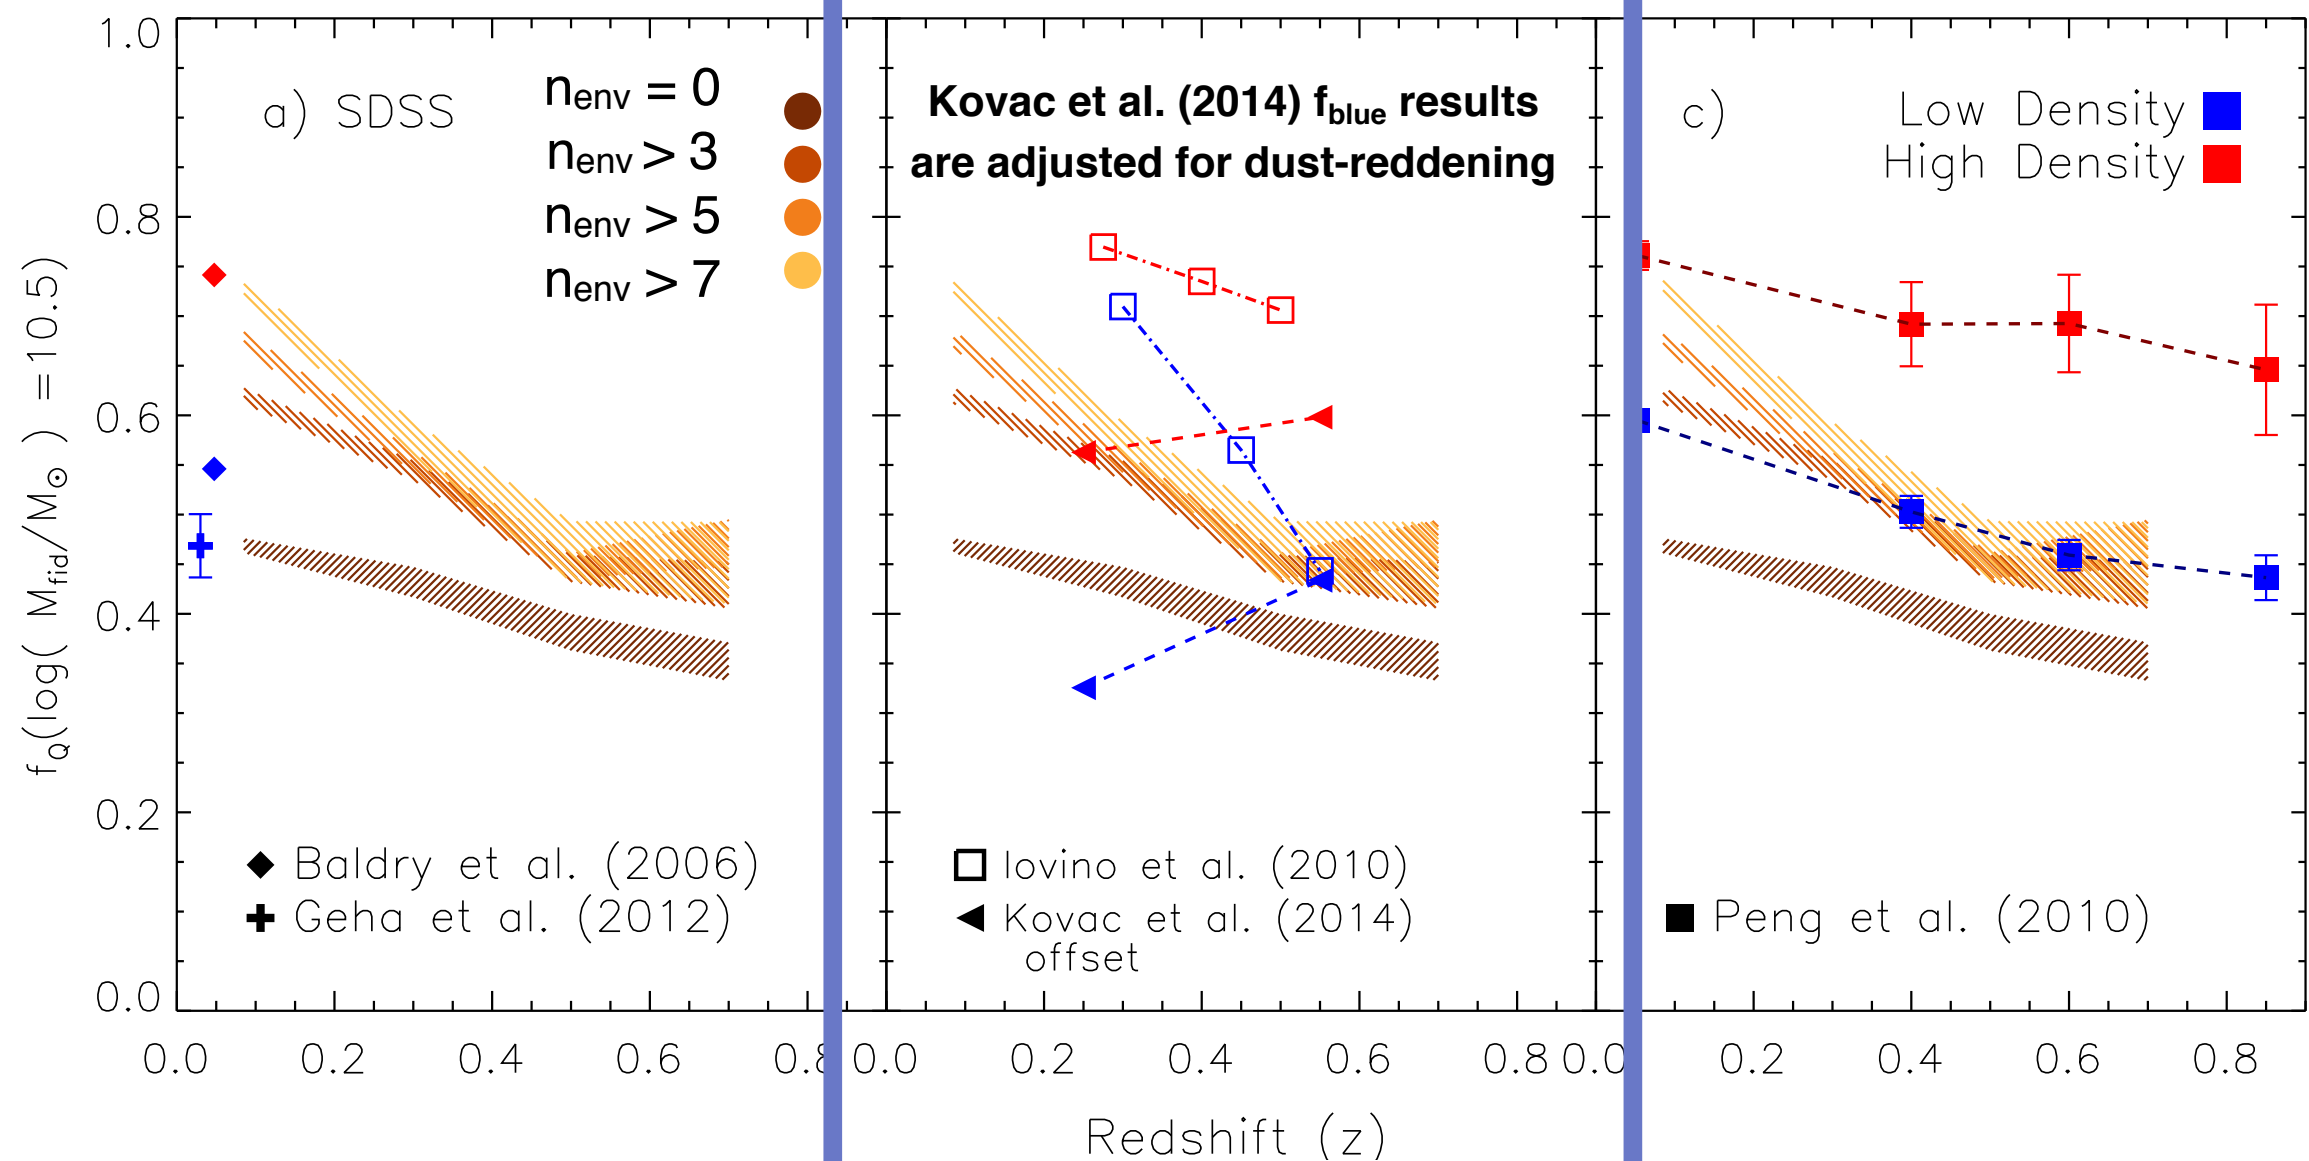 1.0
0.8
0.6
0.4
0.2
0.0
f_Q(log( M_fid/M_⊙ ) = 10.5)
a) SDSS
n_env = 0
n_env > 3
n_env > 5
n_env > 7
Baldry et al. (2006)
Geha et al. (2012)
0.0 0.2 0.4 0.6 0.8
Kovac et al. (2014) f_blue results
are adjusted for dust-reddening
Iovino et al. (2010)
Kovac et al. (2014)
offset
0.0 0.2 0.4 0.6 0.8
Redshift (z)
c)
Low Density
High Density
Peng et al. (2010)
0.0 0.2 0.4 0.6 0.8